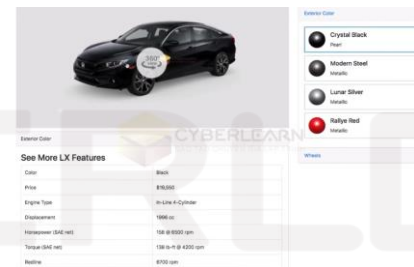 Exterior Color
Crystal Black
Pearl
Modern Steel
Metallic
Lunar Silver
Metallic
Rallye Red
Metallic
Wheels
360°
Exterior Color
CYBERLEARN
See More LX Features
Color Black
Price
Engine Type In-Line 4-Cylinder
Displacement 1996 cc
Horsepower (SAE net) 158 @ 6500 rpm
Torque (SAE net) 138 lb-ft @ 4200 rpm
Redline 6700 rpm